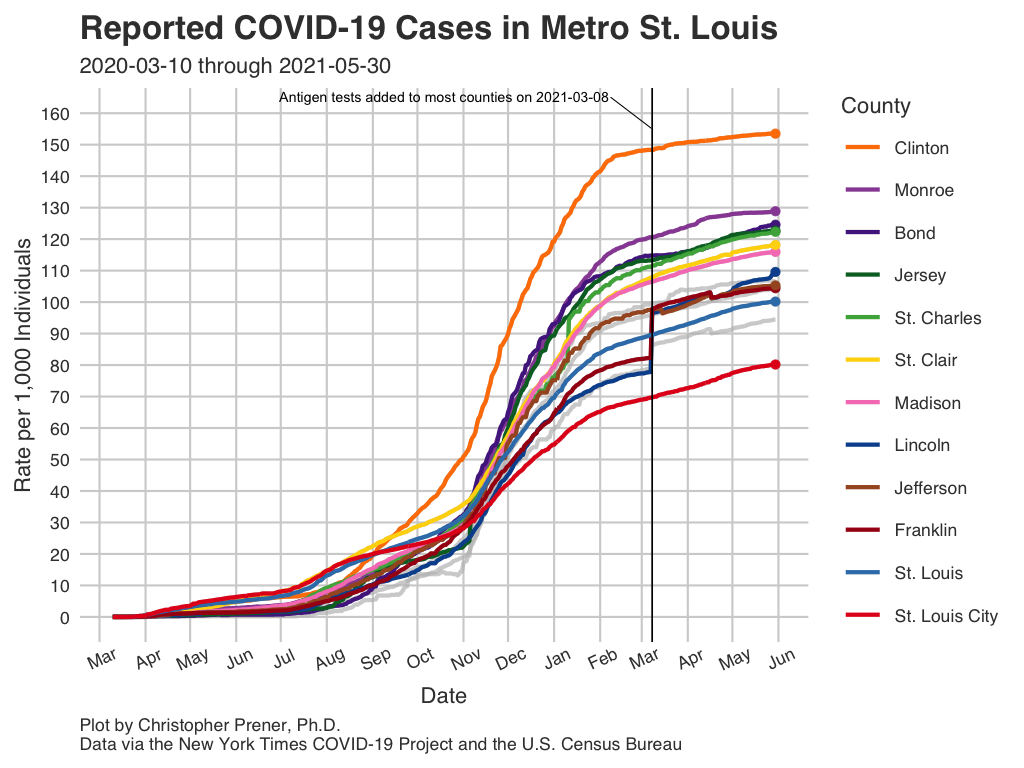 Reported COVID-19 Cases in Metro St. Louis
2020-03-10 through 2021-05-30
Antigen tests added to most counties on 2021-03-08
Rate per 1,000 Individuals
160
150
140
130
120
110
100
90
80
70
60
50
40
30
20
10
0
Mar Apr May Jun Jul Aug Sep Oct Nov Dec Jan Feb Mar Apr May Jun
Date
County
Clinton
Monroe
Bond
Jersey
St. Charles
St. Clair
Madison
Lincoln
Jefferson
Franklin
St. Louis
St. Louis City
Plot by Christopher Prener, Ph.D.
Data via the New York Times COVID-19 Project and the U.S. Census Bureau